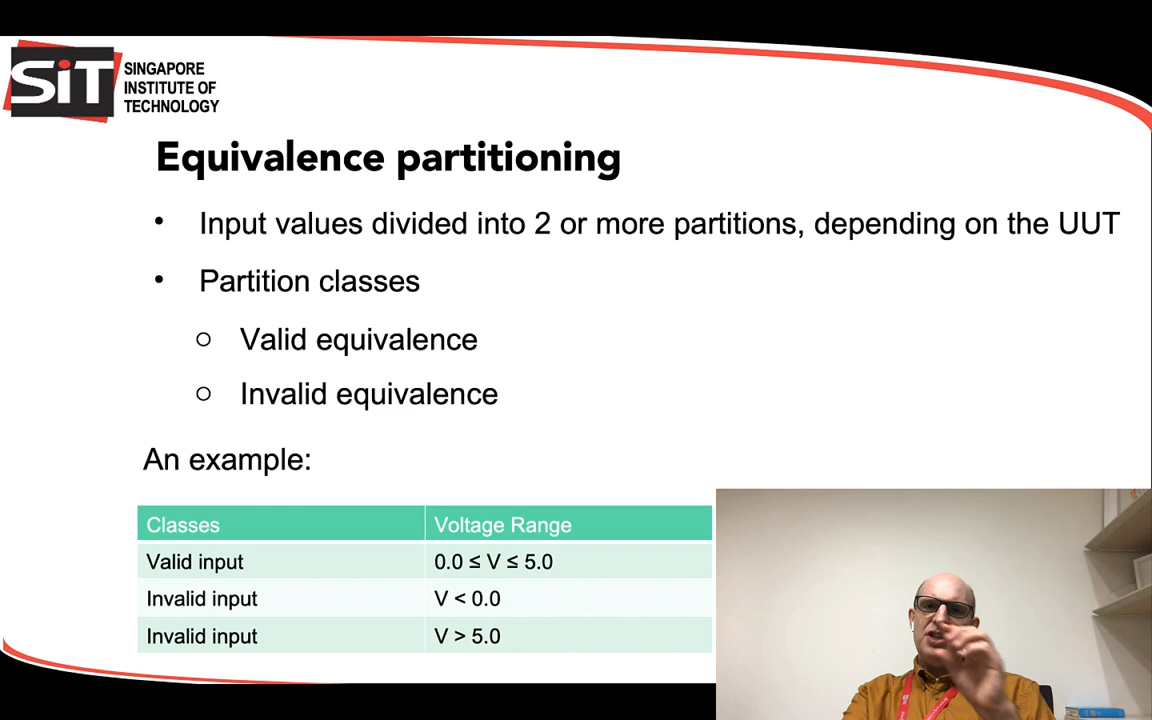 SiT
SINGAPORE
INSTITUTE OF
TECHNOLOGY
Equivalence partitioning
• Input values divided into 2 or more partitions, depending on the UUT
• Partition classes
○ Valid equivalence
○ Invalid equivalence
An example:
Classes Voltage Range
Valid input 0.0 ≤ V ≤ 5.0
Invalid input V < 0.0
Invalid input V > 5.0